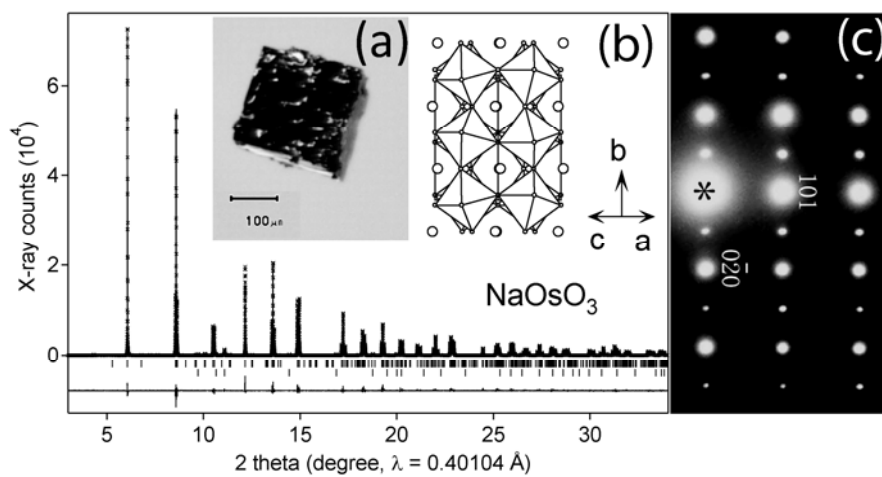 (a)
(b)
(c)
X-ray counts (10⁴)
6
4
2
0
100μm
b
c
a
NaOsO₃
*
101
02̄0
5
10
15
20
25
30
2 theta (degree, λ = 0.40104 Å)